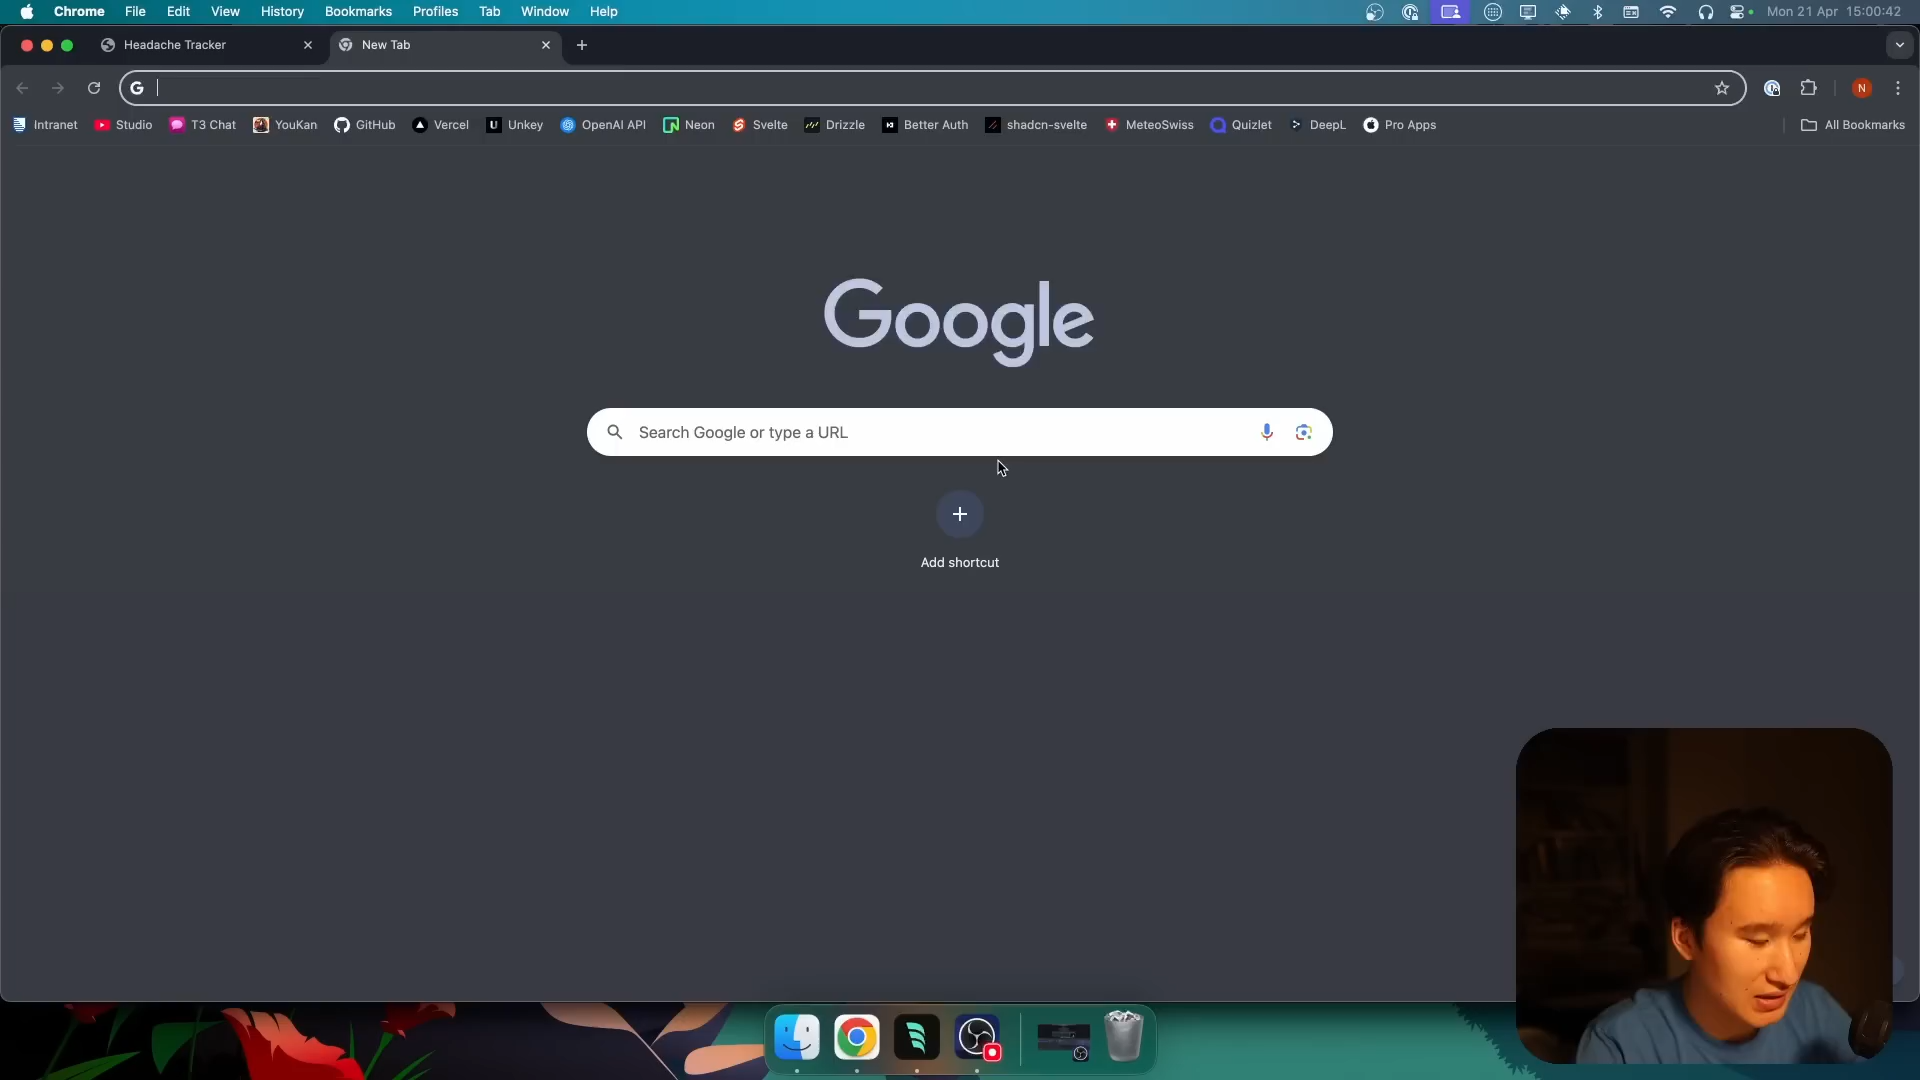 Chrome File Edit View History Bookmarks Profiles Tab Window Help Mon 21 Apr 15:00:42
Headache Tracker New Tab
Intranet Studio T3 Chat YouKan GitHub Vercel Unkey OpenAI API Neon Svelte Drizzle Better Auth shadcn-svelte MeteoSwiss Quizlet DeepL Pro Apps All Bookmarks
Google
Search Google or type a URL
Add shortcut